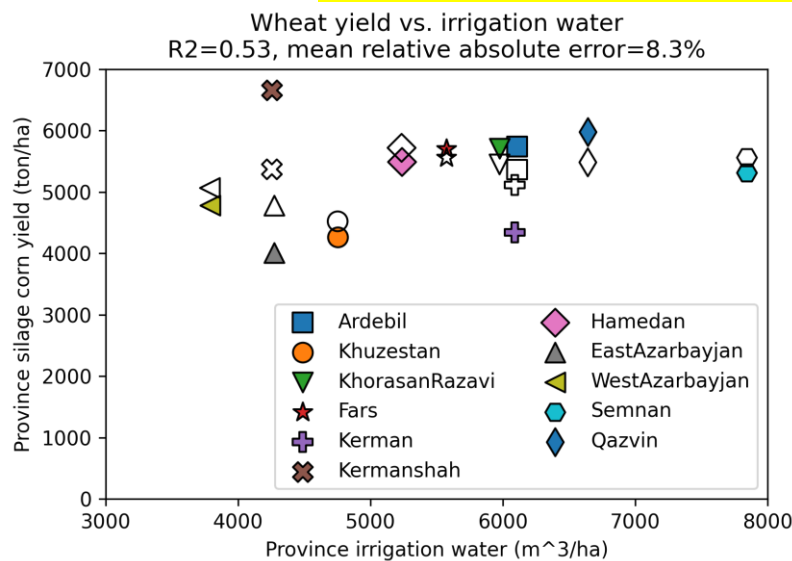 Wheat yield vs. irrigation water
R2=0.53, mean relative absolute error=8.3%
Province silage corn yield (ton/ha)
7000
6000
5000
4000
3000
2000
1000
0
Ardebil
Khuzestan
KhorasanRazavi
Fars
Kerman
Kermanshah
Hamedan
EastAzarbayjan
WestAzarbayjan
Semnan
Qazvin
3000 4000 5000 6000 7000 8000
Province irrigation water (m^3/ha)